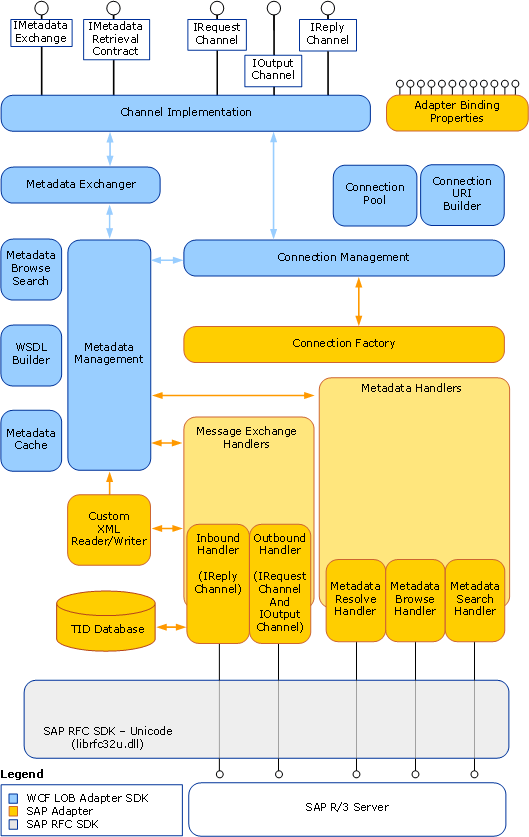 IMetadata
Exchange
IMetadata
Retrieval
Contract
IRequest
Channel
IOutput
Channel
IReply
Channel
Channel Implementation
Adapter Binding
Properties
Metadata Exchanger
Connection
Pool
Connection
URI
Builder
Metadata
Browse
Search
Metadata
Management
Connection Management
WSDL
Builder
Connection Factory
Metadata Handlers
Metadata
Cache
Message Exchange
Handlers
Custom
XML
Reader/Writer
Inbound
Handler
(IReply
Channel)
Outbound
Handler
(IRequest
Channel
And
IOutput
Channel)
Metadata
Resolve
Handler
Metadata
Browse
Handler
Metadata
Search
Handler
TID Database
SAP RFC SDK – Unicode
(librfc32u.dll)
Legend
WCF LOB Adapter SDK
SAP Adapter
SAP RFC SDK
SAP R/3 Server